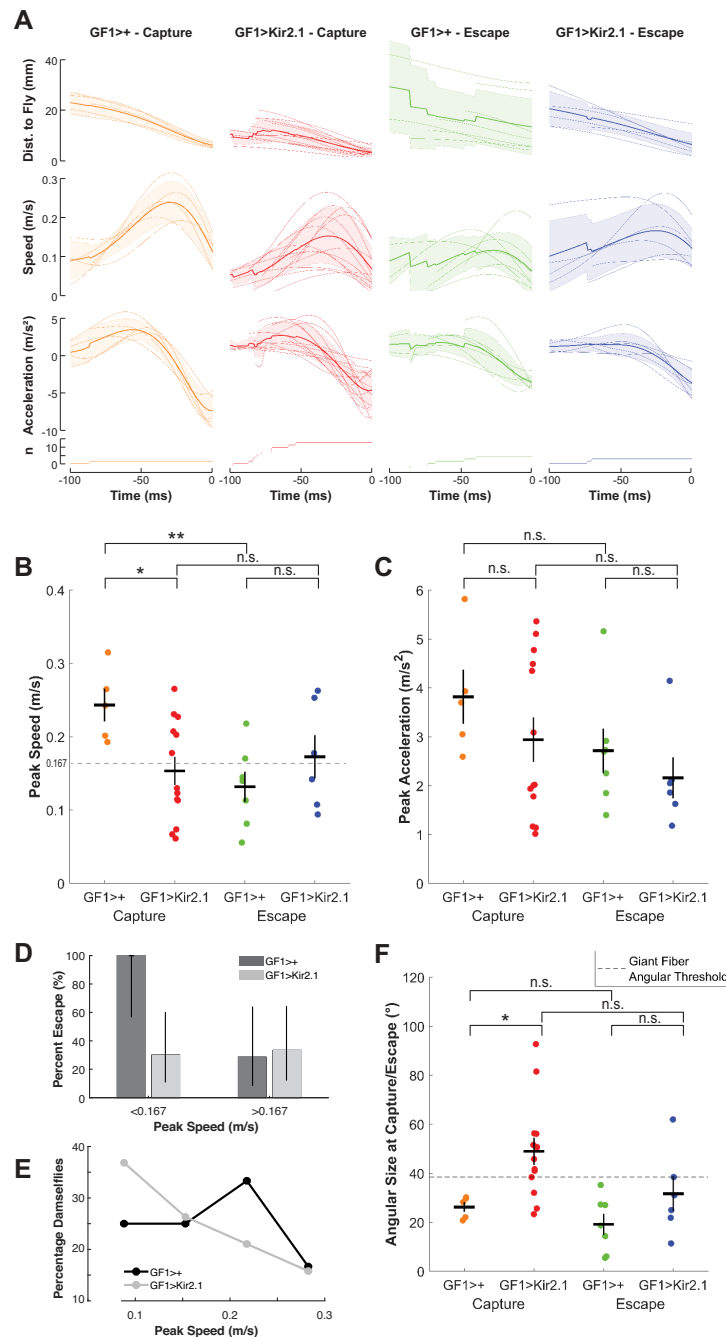 A
GF1>+ - Capture
GF1>Kir2.1 - Capture
GF1>+ - Escape
GF1>Kir2.1 - Escape
Dist. to Fly (mm)
40
20
0
Speed (m/s)
0.3
0.2
0.1
0
Acceleration (m/s²)
5
0
-5
-10
n
10
0
-100
-50
0
-100
-50
0
-100
-50
0
-100
-50
0
Time (ms)
Time (ms)
Time (ms)
Time (ms)
B
**
n.s.
*
n.s.
Peak Speed (m/s)
0.4
0.3
0.2
0.167
0.1
0
GF1>+
GF1>Kir2.1
GF1>+
GF1>Kir2.1
Capture
Escape
C
n.s.
n.s.
n.s.
n.s.
Peak Acceleration (m/s²)
6
5
4
3
2
1
0
GF1>+
GF1>Kir2.1
GF1>+
GF1>Kir2.1
Capture
Escape
D
GF1>+
GF1>Kir2.1
Percent Escape (%)
100
80
60
40
20
0
<0.167
>0.167
Peak Speed (m/s)
E
Percentage Damselflies
40
30
25
10
GF1>+
GF1>Kir2.1
0.1
0.2
0.3
Peak Speed (m/s)
F
Giant Fiber
Angular Threshold
n.s.
n.s.
*
n.s.
Angular Size at Capture/Escape (°)
120
100
80
60
40
20
0
GF1>+
GF1>Kir2.1
GF1>+
GF1>Kir2.1
Capture
Escape